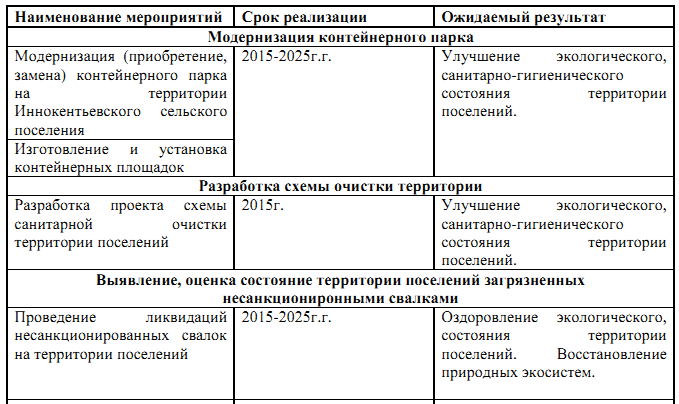 Наименование мероприятий Срок реализации Ожидаемый результат
Модернизация контейнерного парка
Модернизация (приобретение,
замена) контейнерного парка
на территории
Иннокентьевского сельского
поселения
2015-2025г.г.
Улучшение экологического,
санитарно-гигиенического
состояния территории
поселений.
Изготовление и установка
контейнерных площадок
Разработка схемы очистки территории
Разработка проекта схемы
санитарной очистки
территории поселений
2015г.
Улучшение экологического,
санитарно-гигиенического
состояния территории
поселений.
Выявление, оценка состояние территории поселений загрязненных
несанкциониронными свалками
Проведение ликвидаций
несанкционированных свалок
на территории поселений
2015-2025г.г.
Оздоровление экологического,
состояния территории
поселений. Восстановление
природных экосистем.